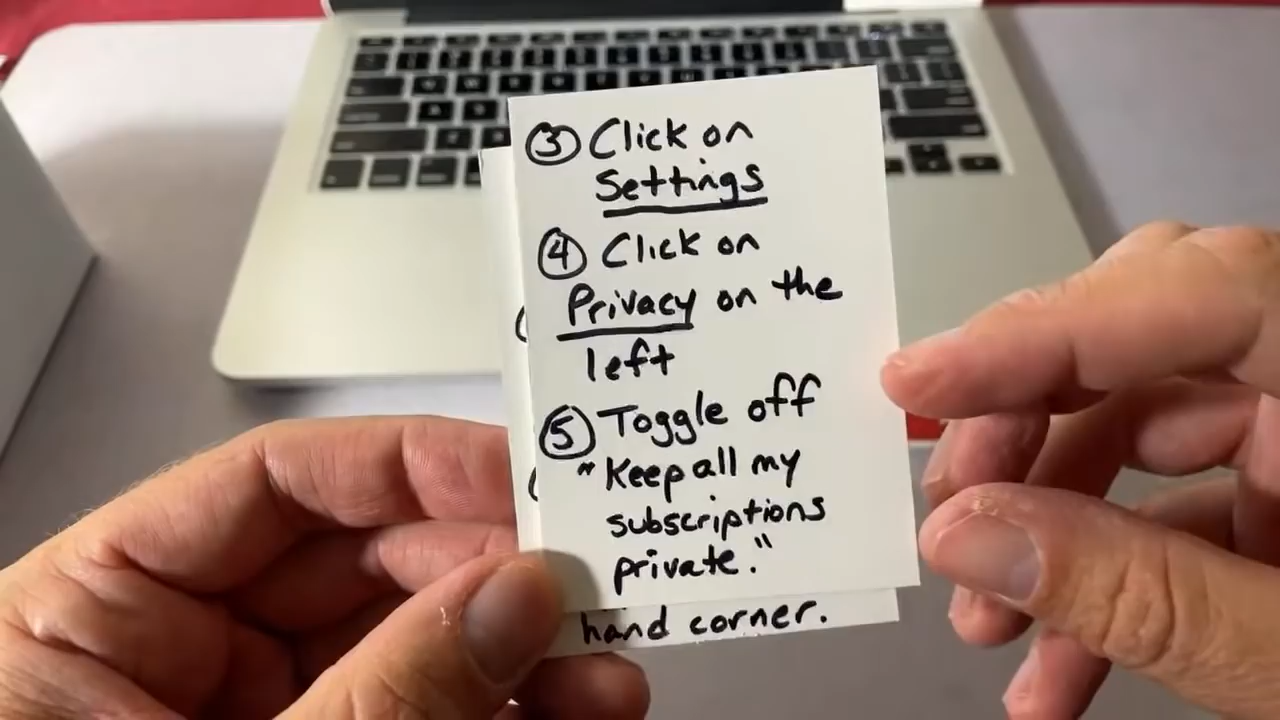 ③ Click on
Settings
④ Click on
Privacy on the
left
⑤ Toggle off
"Keep all my
subscriptions
private."
hand corner.